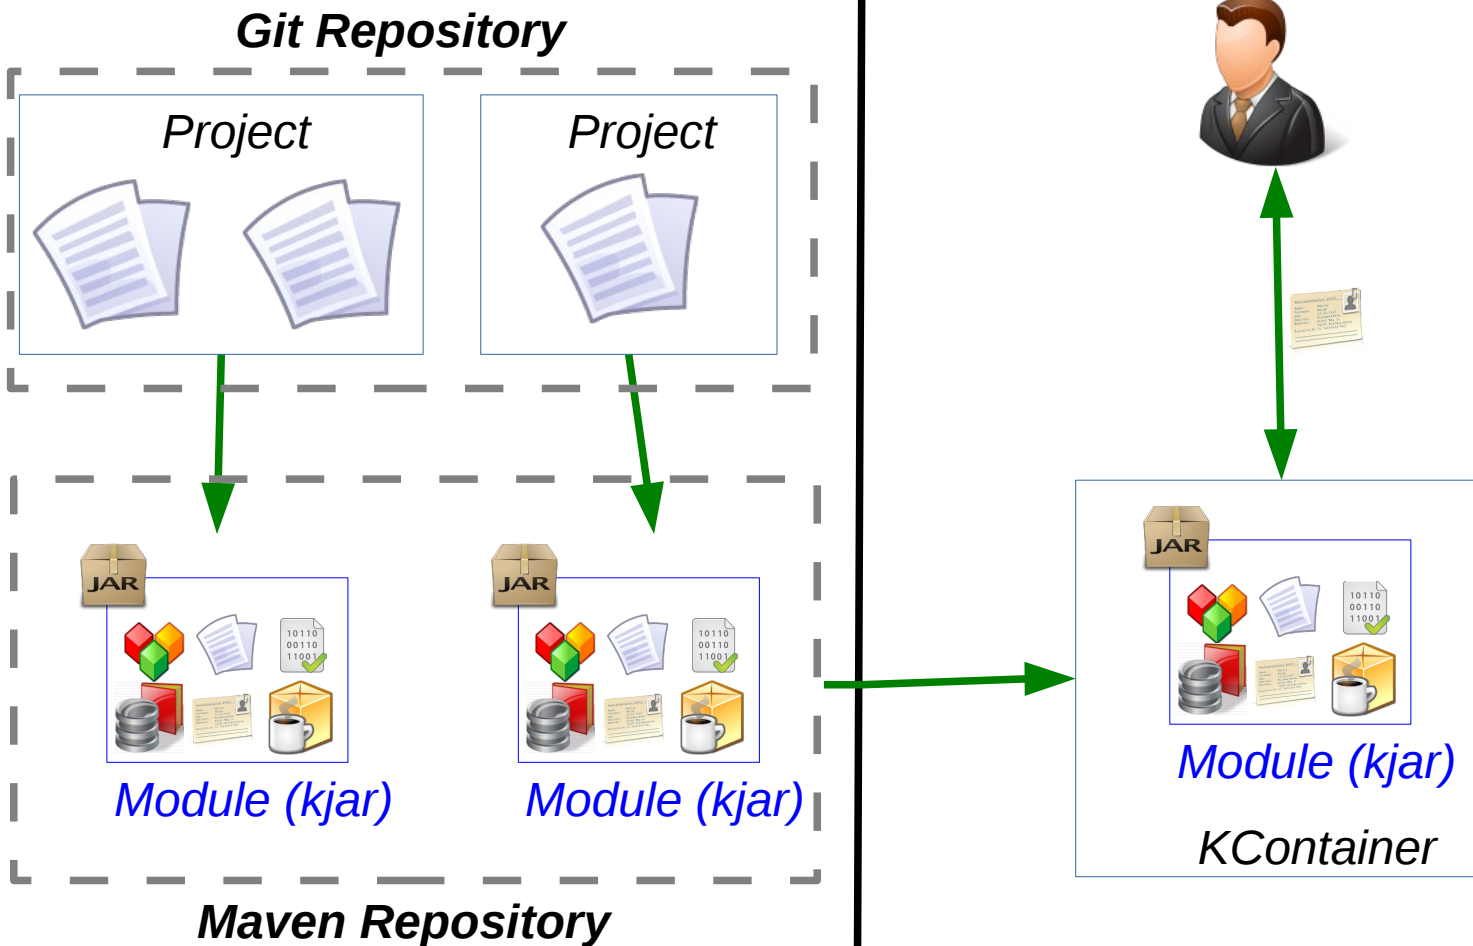 Git Repository
Project
Project
JAR
JAR
10110
00110
11001
10110
00110
11001
Module (kjar)
Module (kjar)
Maven Repository
JAR
10110
00110
11001
Module (kjar)
KContainer